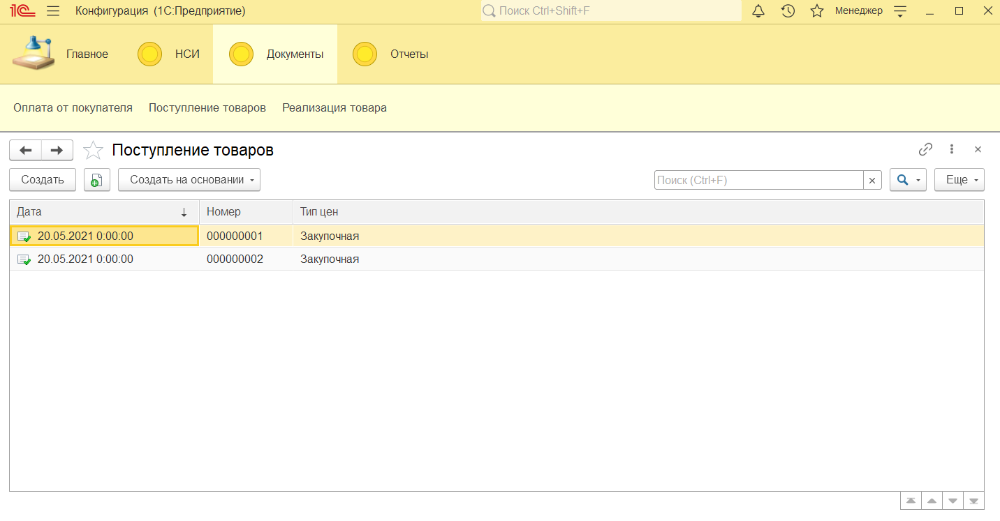 1С Конфигурация (1С:Предприятие) Поиск Ctrl+Shift+F Менеджер
Главное НСИ Документы Отчеты
Оплата от покупателя Поступление товаров Реализация товара
Поступление товаров
Создать Создать на основании Поиск (Ctrl+F) Еще
Дата Номер Тип цен
20.05.2021 0:00:00 000000001 Закупочная
20.05.2021 0:00:00 000000002 Закупочная